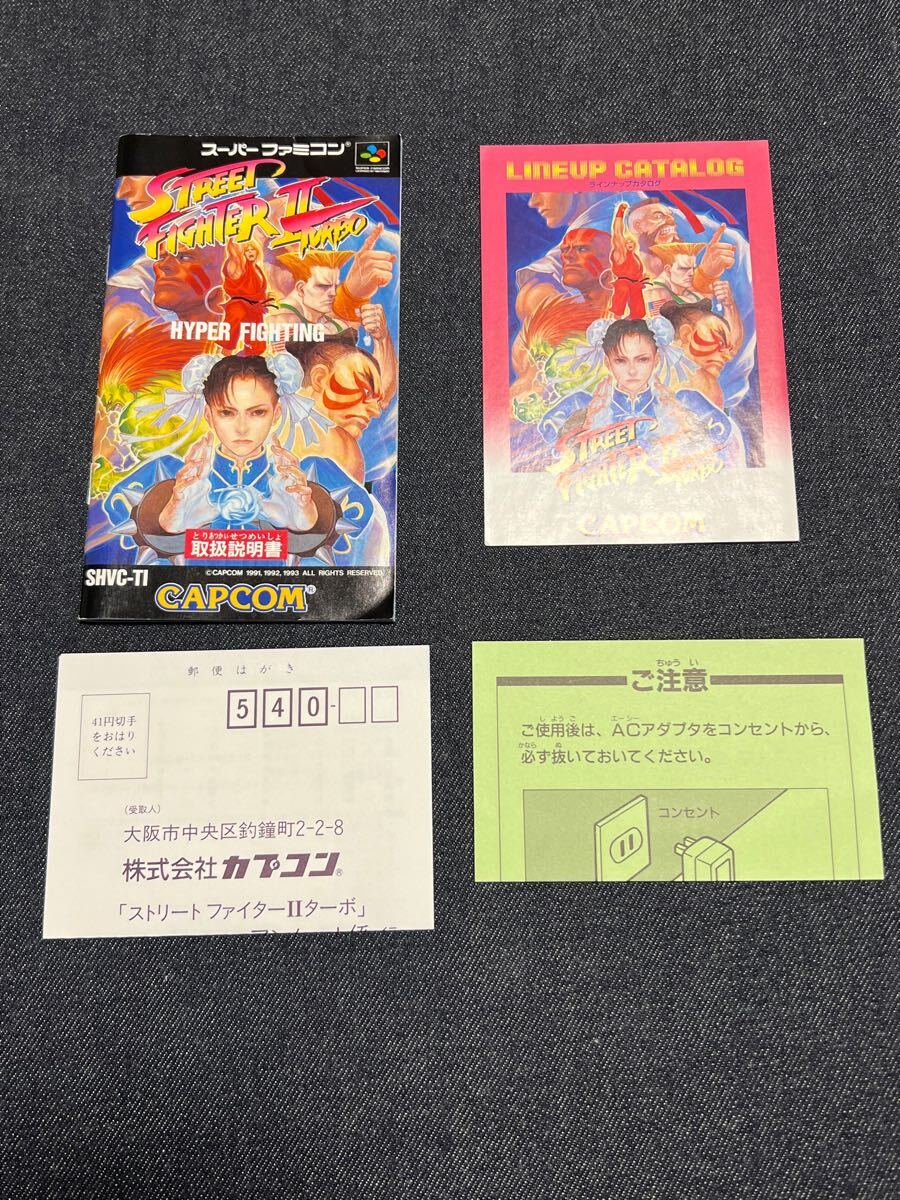 スーパーファミコン®
SUPER FAMICOM
STREET
FIGHTER II
TURBO
HYPER FIGHTING
とりあつかいせつめいしょ
取扱説明書
SHVC-TI
©CAPCOM 1991, 1992, 1993 ALL RIGHTS RESERVED
CAPCOM®
LINEUP CATALOG
ラインナップカタログ
STREET
FIGHTER II
TURBO
CAPCOM
郵便はがき
41円切手
をおはり
ください
540-
(受取人)
大阪市中央区釣鐘町2-2-8
株式会社カプコン®
「ストリートファイターIIターボ」
ちゅうい
ご注意
しようご エーシー
ご使用後は、ACアダプタをコンセントから、
かなら ぬ
必ず抜いておいてください。
コンセント